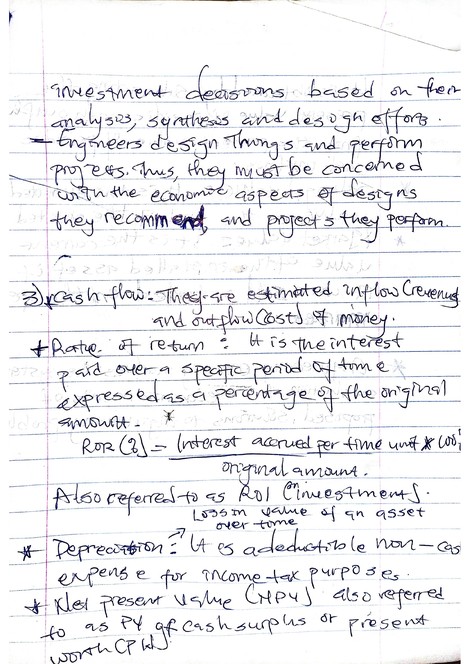 investment decisions based on their
analysis, synthesis and design efforts.
- Engineers design things and perform
projects. Thus, they must be concerned
with the economic aspects of designs
they recommend, and projects they perform.
3) * Cash flow: They are estimated inflow (revenue
and outflow (costs) of money.
* Rate of return: It is the interest
paid over a specific period of time
expressed as a percentage of the original
amount. *
ROR (%) = Interest accrued per time unit * 100%
original amount.
Also referred to as ROI (on investment).
Loss in value of an asset
over time
* Depreciation: It is a deductible non-cas
expense for income tax purposes.
* Net present value (NPV) also referred
to as PV of cash surplus or present
worth (PW).